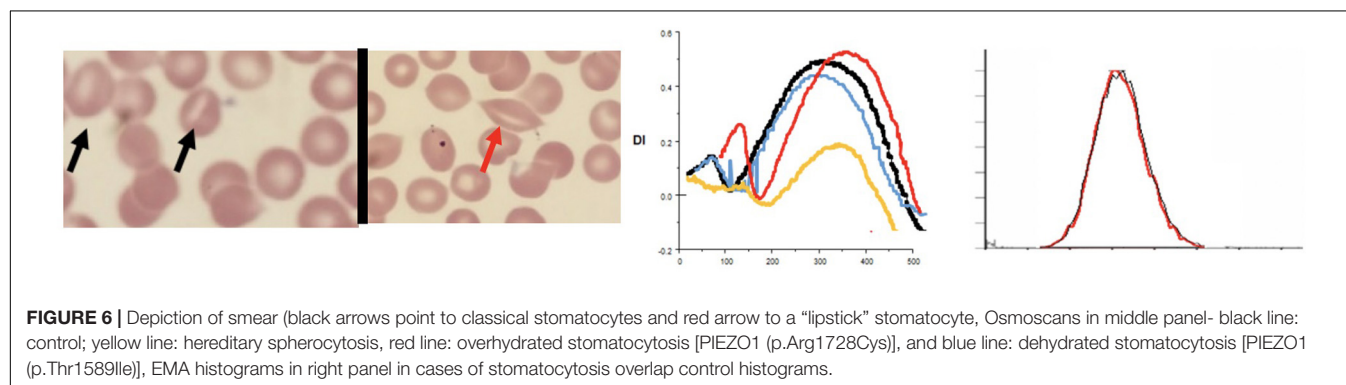 0.6
0.4
DI
0.2
0.0
-0.2
0
100
200
300
400
500
FIGURE 6 | Depiction of smear (black arrows point to classical stomatocytes and red arrow to a “lipstick” stomatocyte, Osmoscans in middle panel- black line:
control; yellow line: hereditary spherocytosis, red line: overhydrated stomatocytosis [PIEZO1 (p.Arg1728Cys)], and blue line: dehydrated stomatocytosis [PIEZO1
(p.Thr1589Ile)], EMA histograms in right panel in cases of stomatocytosis overlap control histograms.